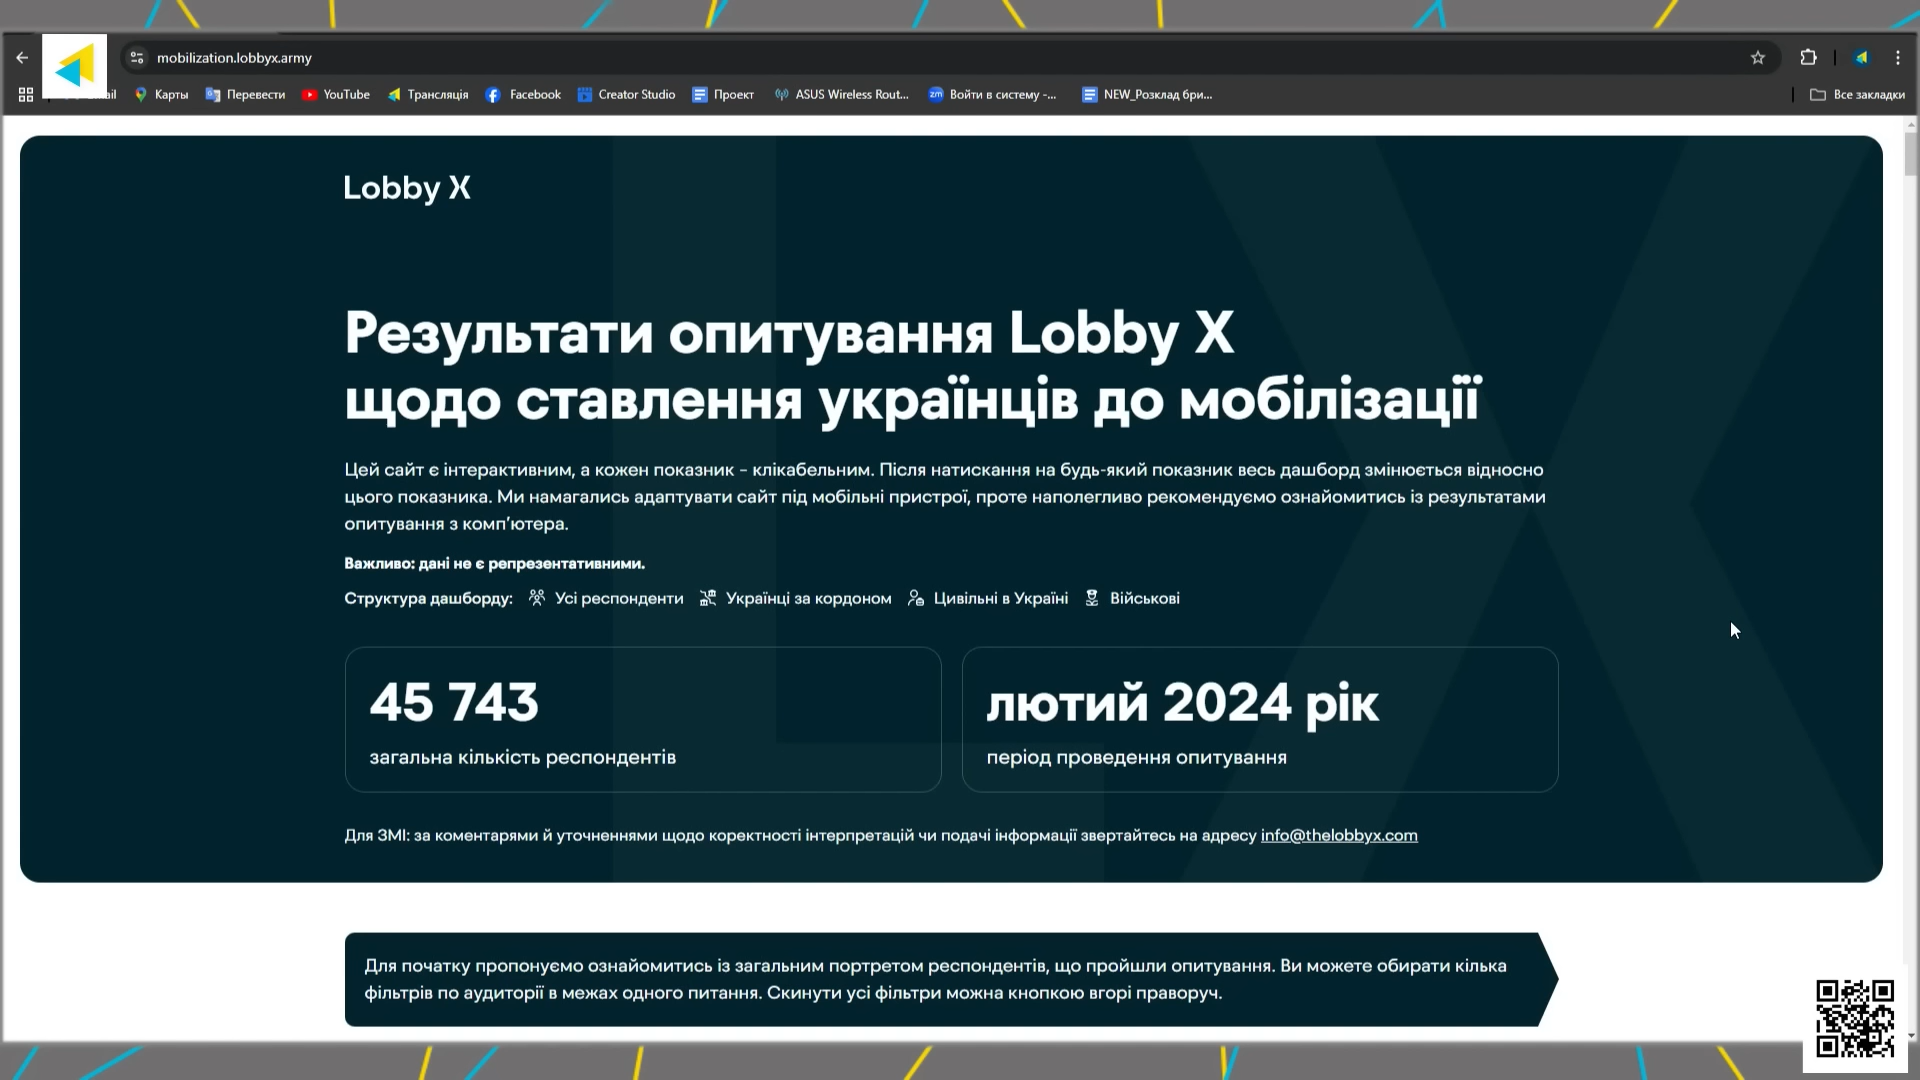 mobilization.lobbyx.army
ail Карты Перевести YouTube Трансляція Facebook Creator Studio Проект ASUS Wireless Rout... Войти в систему -... NEW_Розклад бри... Все закладки
Lobby X
Результати опитування Lobby X
щодо ставлення українців до мобілізації
Цей сайт є інтерактивним, а кожен показник - клікабельним. Після натискання на будь-який показник весь дашборд змінюється відносно
цього показника. Ми намагались адаптувати сайт під мобільні пристрої, проте наполегливо рекомендуємо ознайомитись із результатами
опитування з комп’ютера.
Важливо: дані не є репрезентативними.
Структура дашборду: Усі респонденти Українці за кордоном Цивільні в Україні Військові
45 743
загальна кількість респондентів
лютий 2024 рік
період проведення опитування
Для ЗМІ: за коментарями й уточненнями щодо коректності інтерпретацій чи подачі інформації звертайтесь на адресу info@thelobbyx.com
Для початку пропонуємо ознайомитись із загальним портретом респондентів, що пройшли опитування. Ви можете обирати кілька
фільтрів по аудиторії в межах одного питання. Скинути усі фільтри можна кнопкою вгорі праворуч.